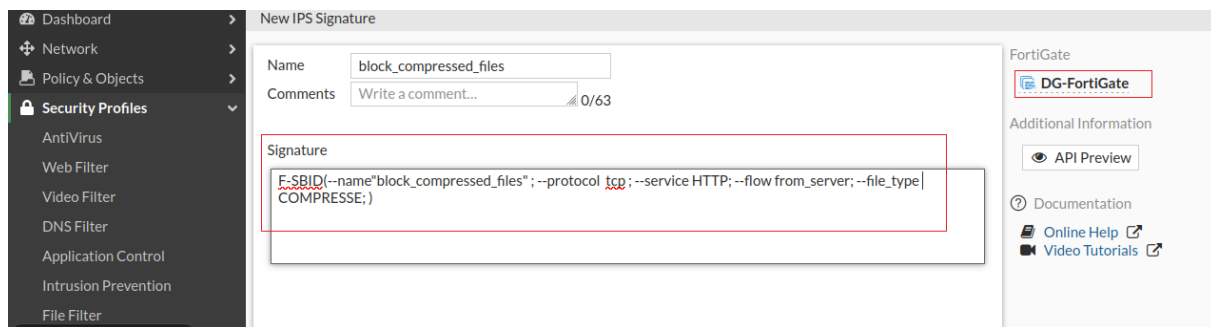 Dashboard
Network
Policy & Objects
Security Profiles
AntiVirus
Web Filter
Video Filter
DNS Filter
Application Control
Intrusion Prevention
File Filter
New IPS Signature
Name block_compressed_files
Comments Write a comment... 0/63
Signature
F-SBID(--name"block_compressed_files" ; --protocol tcp ; --service HTTP; --flow from_server; --file_type
COMPRESSE; )
FortiGate
DG-FortiGate
Additional Information
API Preview
Documentation
Online Help
Video Tutorials